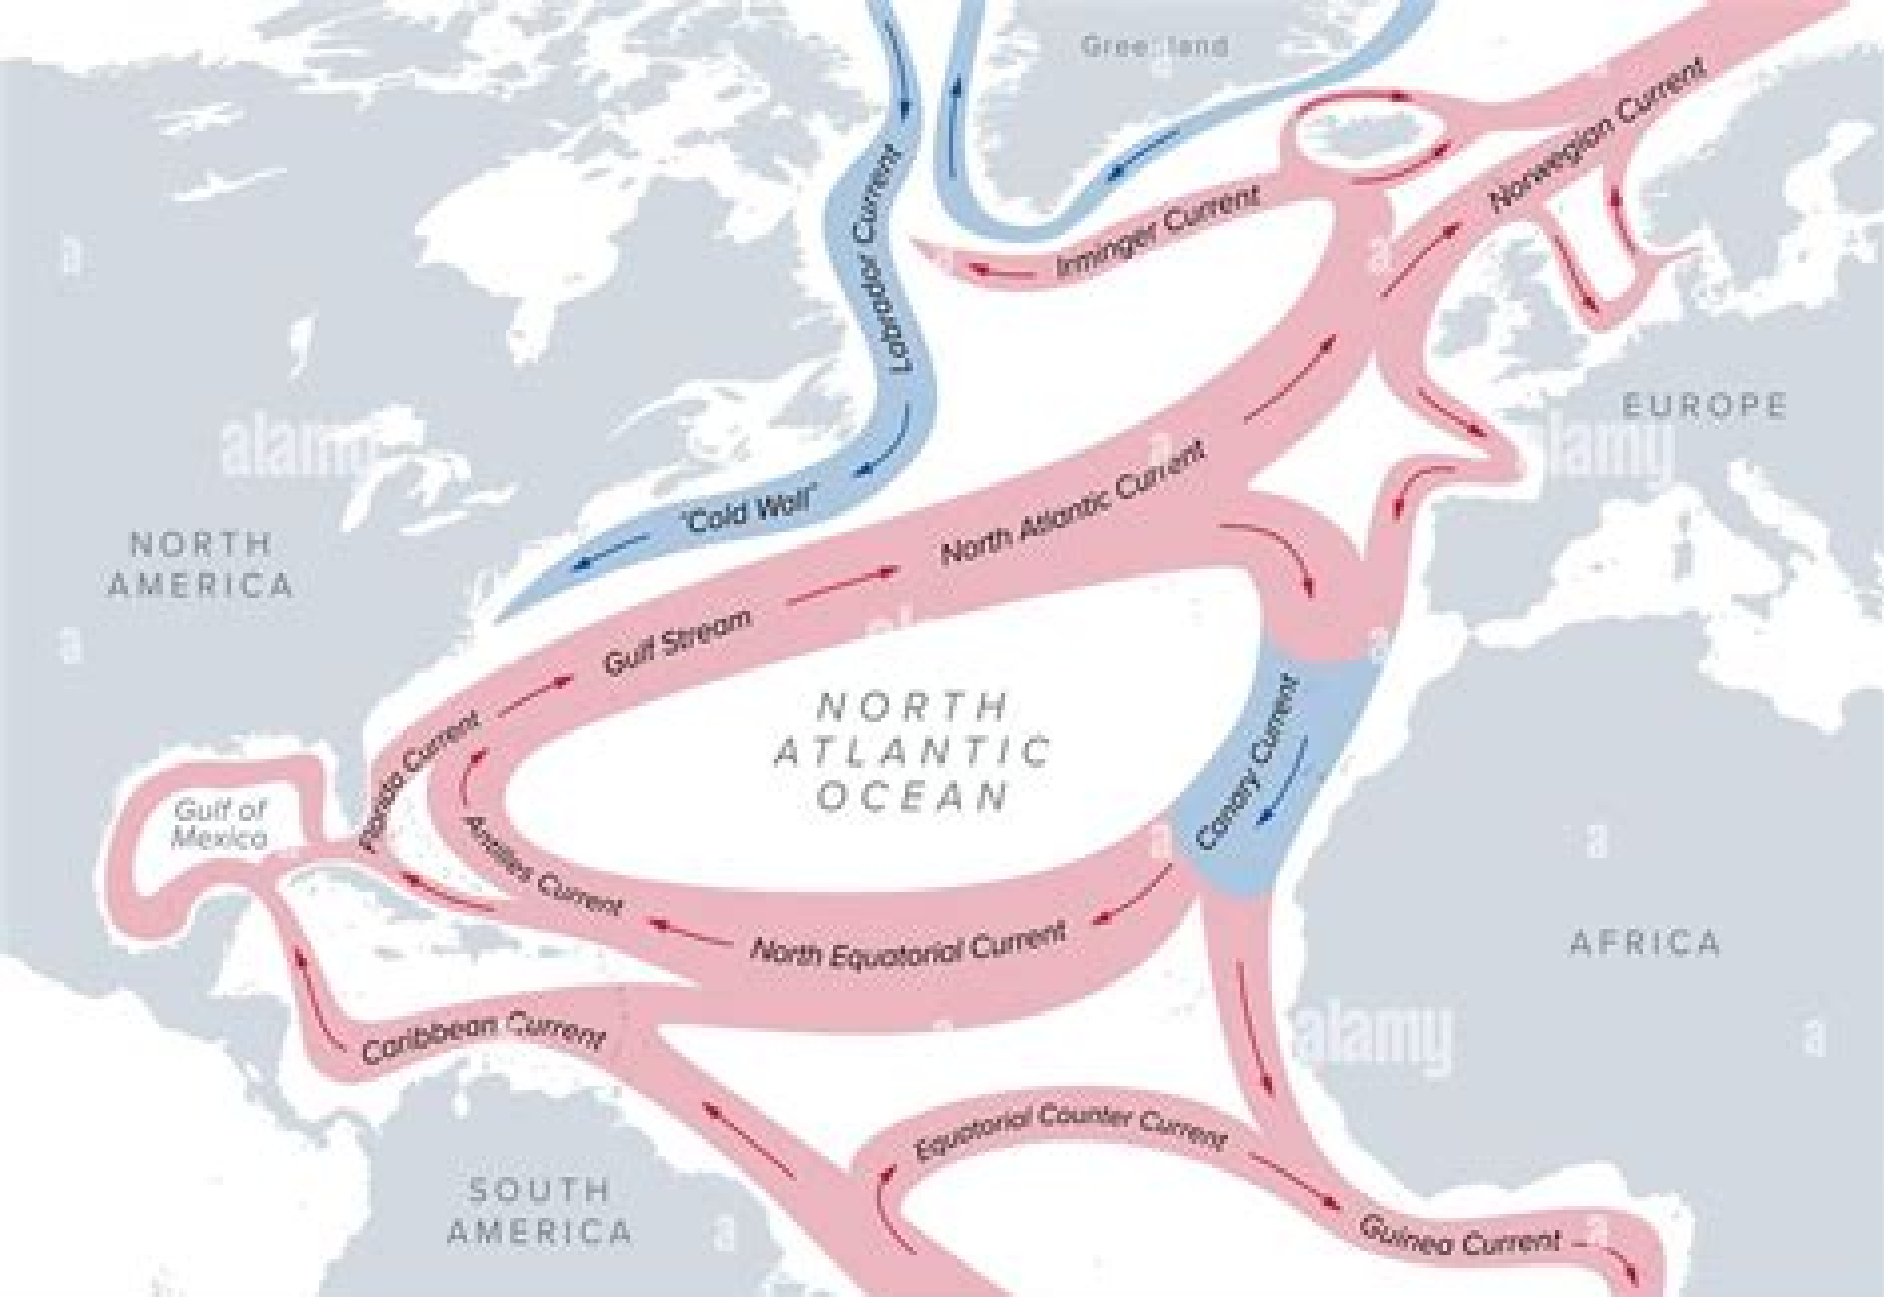 Greenland
Labrador Current
Irminger Current
Norwegian Current
EUROPE
"Cold Wall"
North Atlantic Current
NORTH
AMERICA
Gulf Stream
NORTH
ATLANTIC
OCEAN
Canary Current
Florida Current
Gulf of
Mexico
Antilles Current
North Equatorial Current
AFRICA
Caribbean Current
Equatorial Counter Current
SOUTH
AMERICA
Guinea Current
alamy
alamy
alamy
a
a
a
a
a
a
a
a
a
a
a